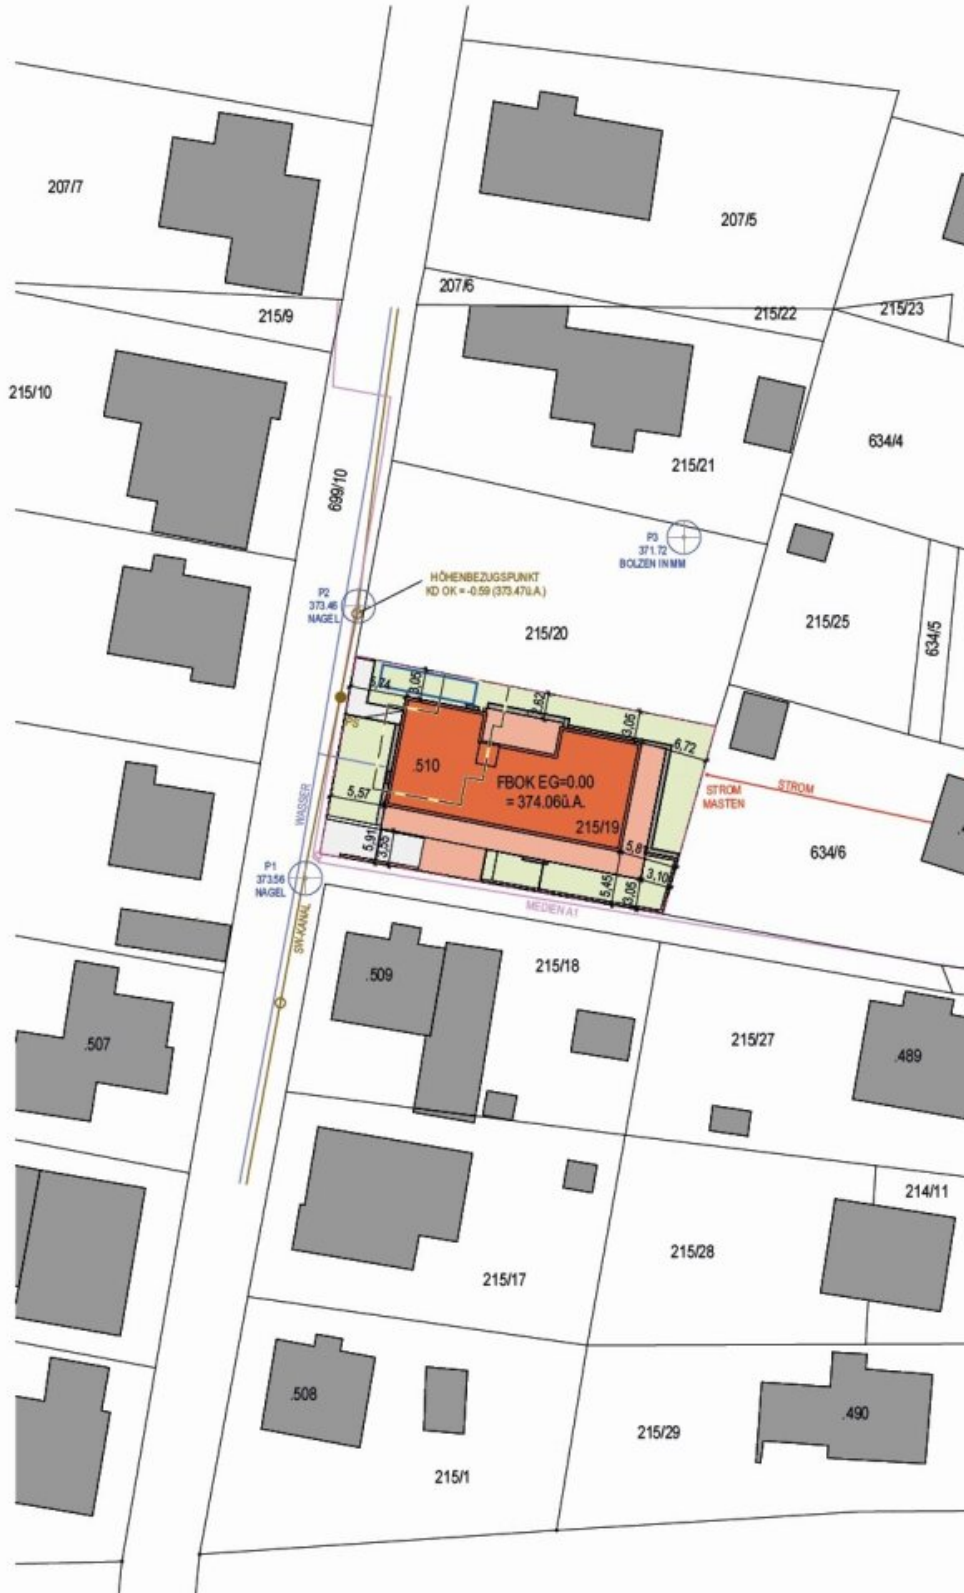 207/7
207/5
207/6
215/9
215/22
215/23
215/10
634/4
215/21
699/10
P3
371.72
BOLZEN IN MM
HÖHENBEZUGSPUNKT
KD OK = -0.59 (373.47ü.A.)
P2
373.46
NAGEL
215/20
215/25
634/5
5,74
3,05
3,05
6,72
.510
FBOK EG=0.00
= 374.06ü.A.
STROM
MASTEN
STROM
5,57
WASSER
215/19
5,91
3,55
634/6
3,10
5,45
3,05
P1
373.56
NAGEL
MEDIEN A1
SW-KANAL
.509
215/18
215/27
.507
.489
214/11
215/28
215/17
.508
.490
215/29
215/1